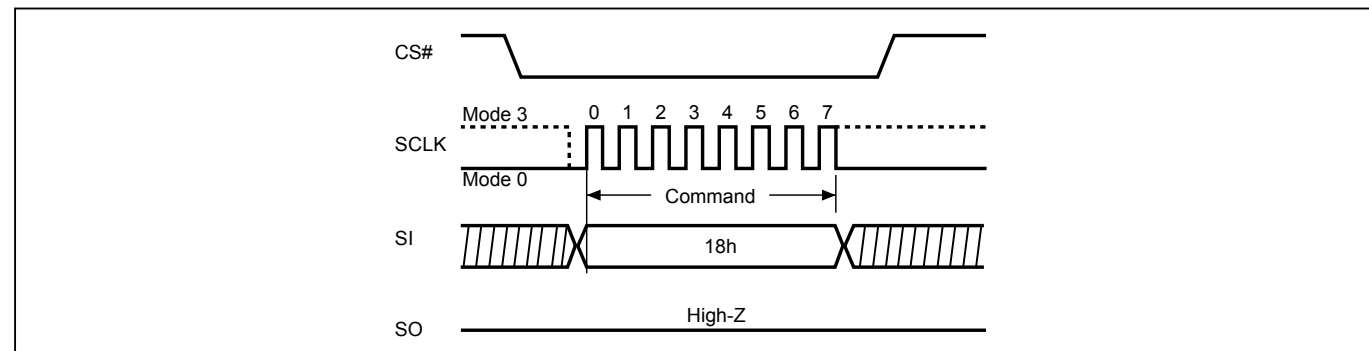 CS#
Mode 3
0 1 2 3 4 5 6 7
SCLK
Mode 0
Command
SI
18h
High-Z
SO